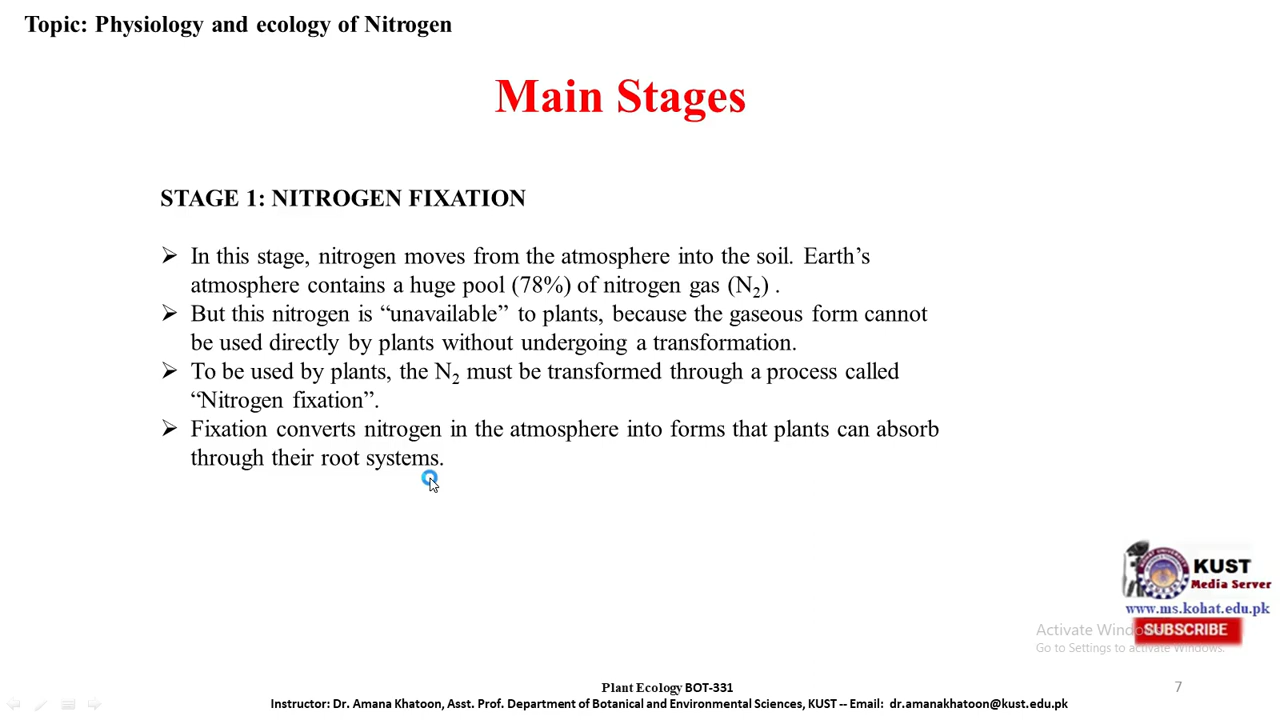 Topic: Physiology and ecology of Nitrogen
Main Stages
STAGE 1: NITROGEN FIXATION
➤ In this stage, nitrogen moves from the atmosphere into the soil. Earth’s
atmosphere contains a huge pool (78%) of nitrogen gas (N₂) .
➤ But this nitrogen is “unavailable” to plants, because the gaseous form cannot
be used directly by plants without undergoing a transformation.
➤ To be used by plants, the N₂ must be transformed through a process called
“Nitrogen fixation”.
➤ Fixation converts nitrogen in the atmosphere into forms that plants can absorb
through their root systems.
KUST
Media Server
www.ms.kohat.edu.pk
SUBSCRIBE
Activate Windows
Go to Settings to activate Windows.
Plant Ecology BOT-331
7
Instructor: Dr. Amana Khatoon, Asst. Prof. Department of Botanical and Environmental Sciences, KUST -- Email: dr.amanakhatoon@kust.edu.pk